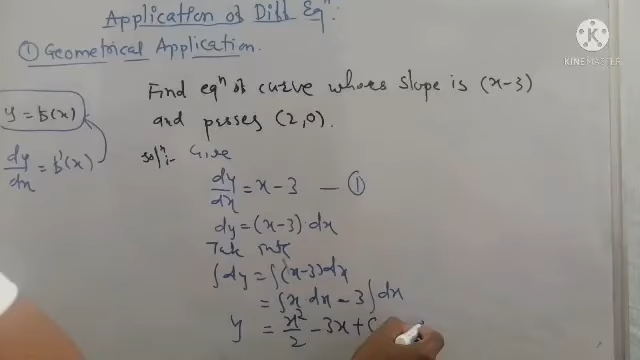 Application of Diff Eqⁿ:
① Geometrical Application.
KINEMASTER
Find eqⁿ of curve whose slope is (x-3)
and passes (2,0).
y = f(x)
dy/dx = f'(x)
solⁿ:- Give
dy/dx = x - 3 — ①
dy = (x-3)·dx
Take int
∫dy = ∫(x-3)dx
= ∫x dx - 3∫dx
y = x²/2 - 3x + C